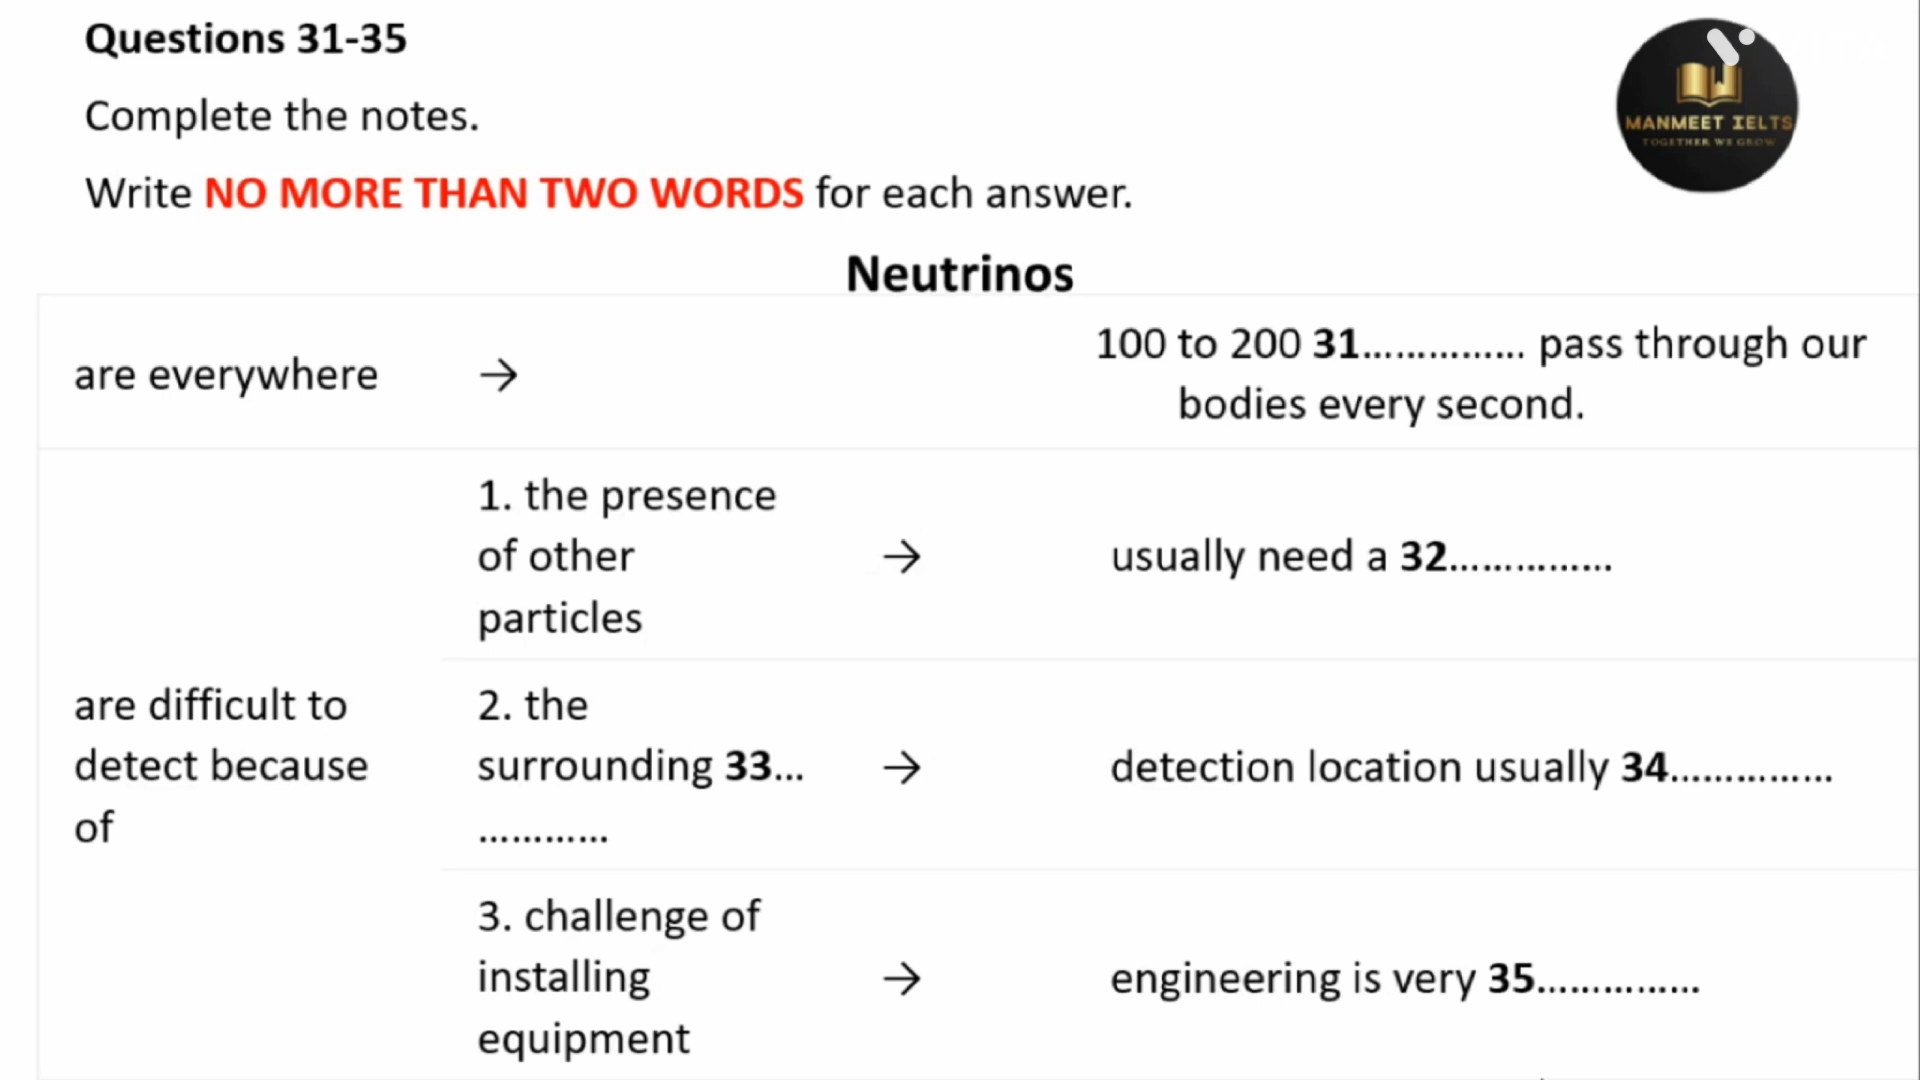 Questions 31-35
Complete the notes.
Write NO MORE THAN TWO WORDS for each answer.
MANMEET IELTS
TOGETHER WE GROW
Neutrinos
are everywhere →
100 to 200 31............... pass through our
bodies every second.
are difficult to
detect because
of
1. the presence
of other
particles
→ usually need a 32...............
2. the
surrounding 33...
............
→ detection location usually 34...............
3. challenge of
installing
equipment
→ engineering is very 35...............